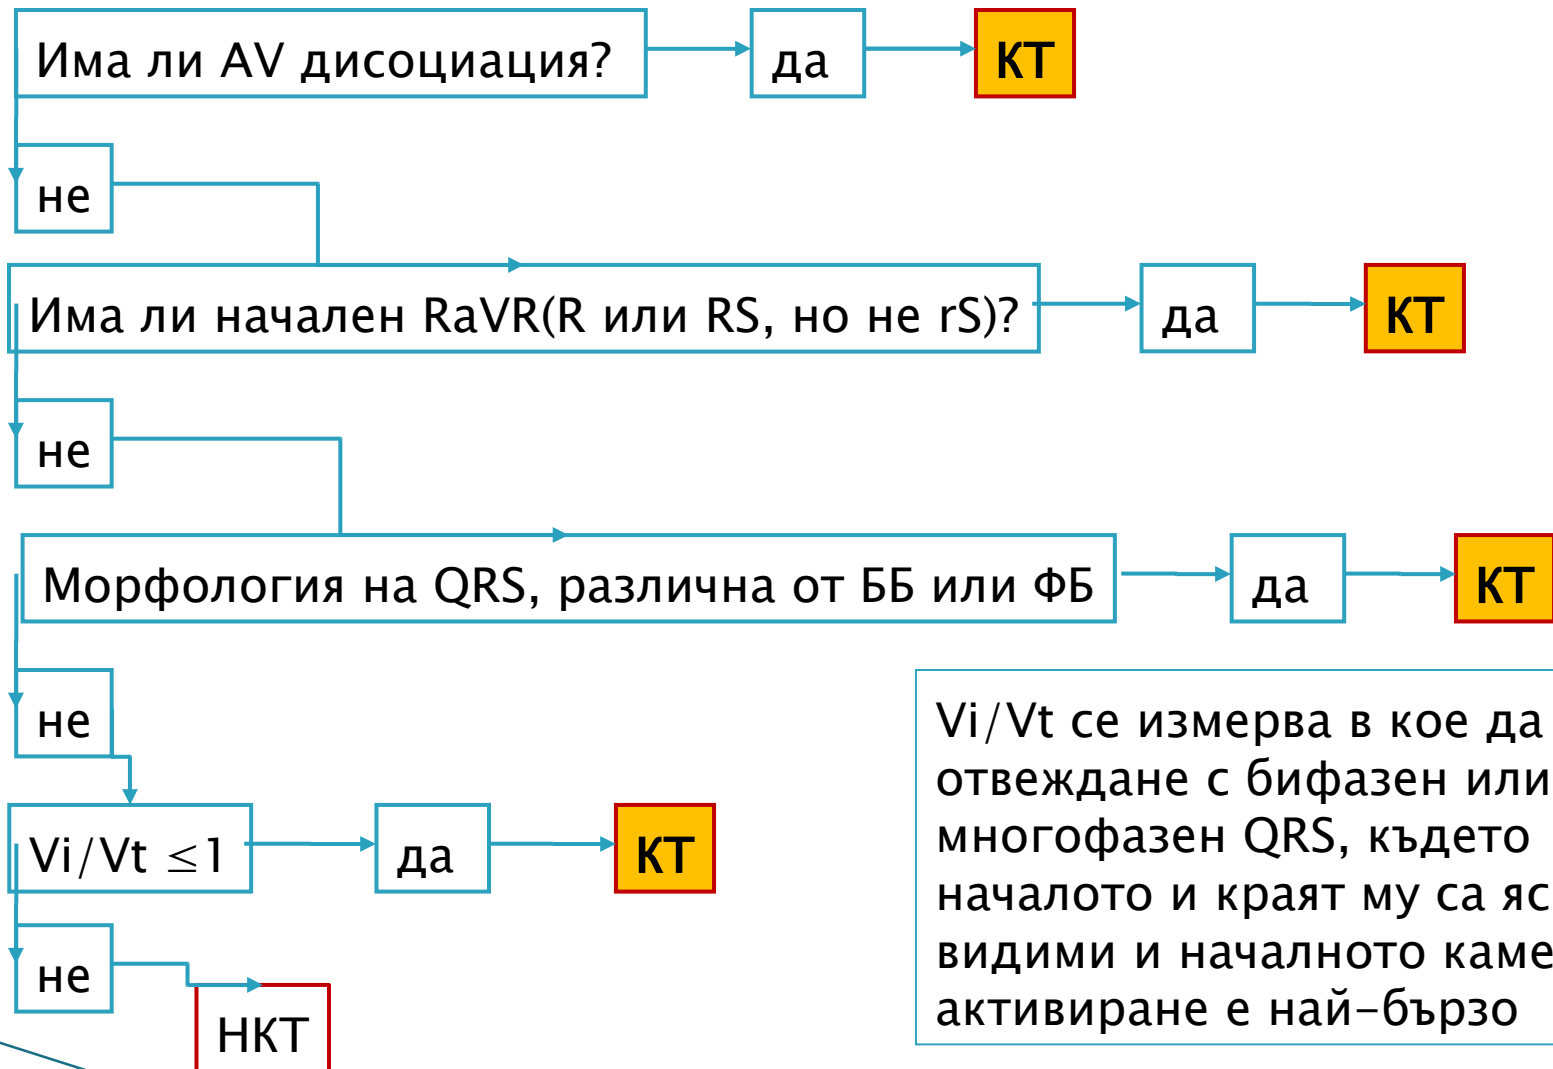 Има ли AV дисоциация? да КТ
не
Има ли начален RaVR(R или RS, но не rS)? да КТ
не
Морфология на QRS, различна от ББ или ФБ да КТ
не
Vi/Vt ≤1 да КТ
не
НКТ
Vi/Vt се измерва в кое да
отвеждане с бифазен или
многофазен QRS, където
началото и краят му са
видими и началното
активиране е най-бързо